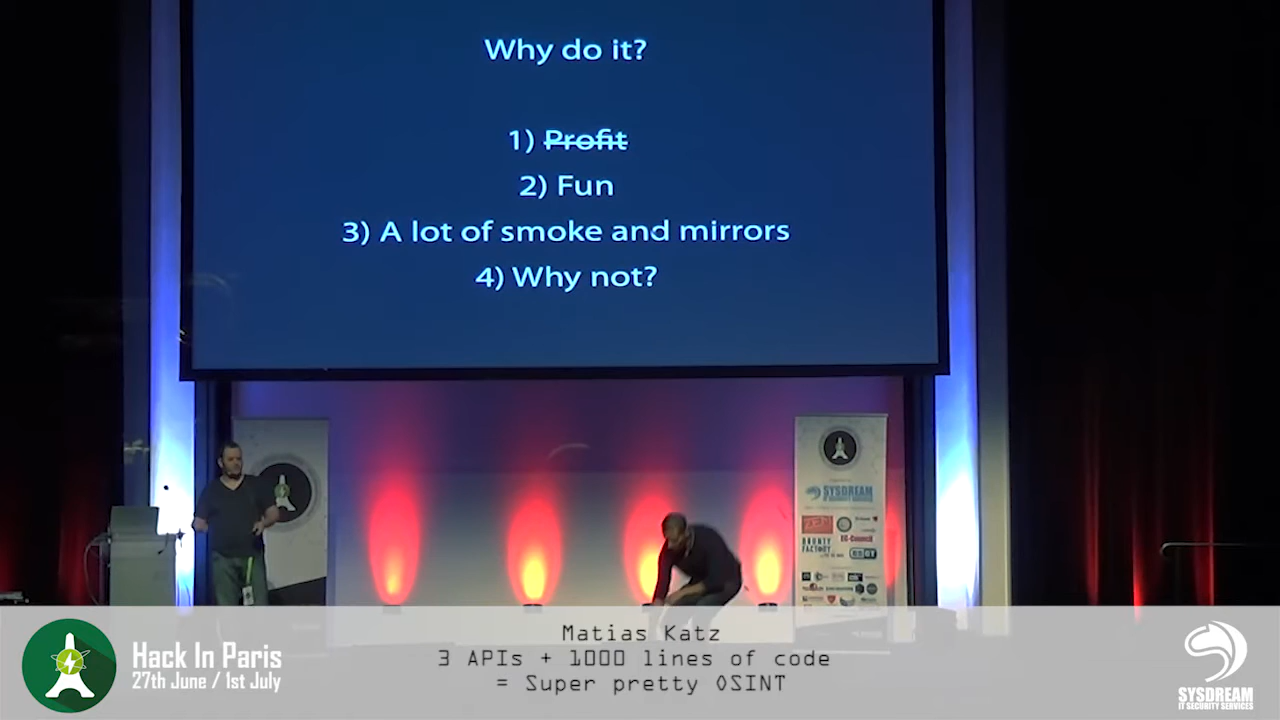 Why do it?
1) Profit
2) Fun
3) A lot of smoke and mirrors
4) Why not?
SYSDREAM
BOUNTY
FACTORY
EC-Council
ESET
Hack In Paris
27th June / 1st July
Matias Katz
3 APIs + 1000 lines of code
= Super pretty OSINT
SYSDREAM
IT SECURITY SERVICES